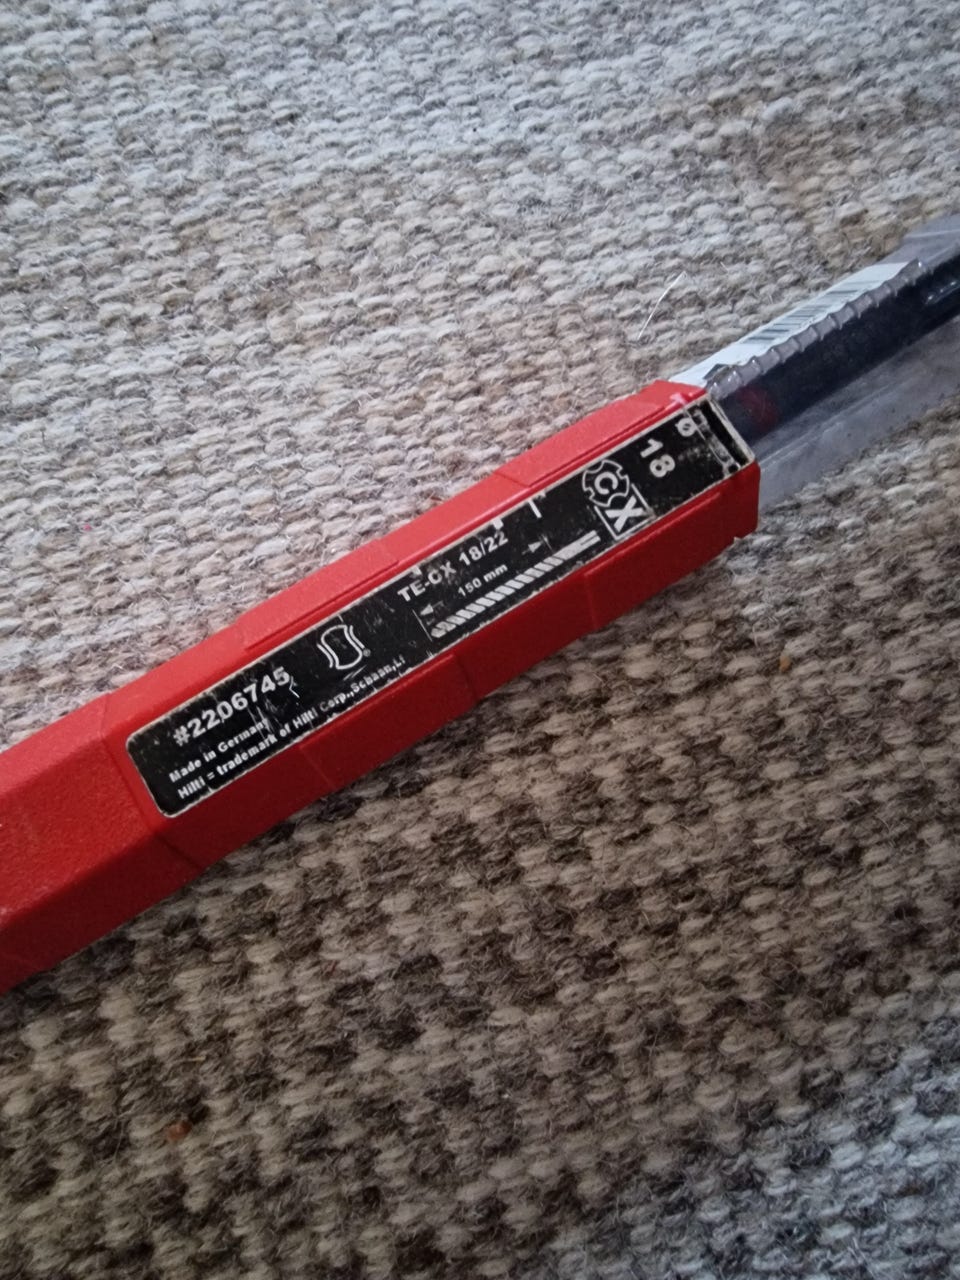 #2206745
Made in Germany
Hilti = trademark of Hilti Corp.,Schaan,LI
TE-CX 18/22
150 mm
CX
18
Ø